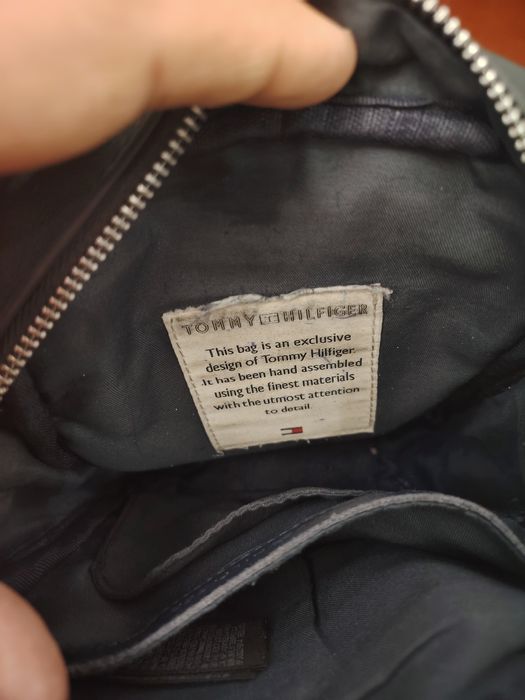 TOMMY HILFIGER
This bag is an exclusive
design of Tommy Hilfiger.
It has been hand assembled
using the finest materials
with the utmost attention
to detail.